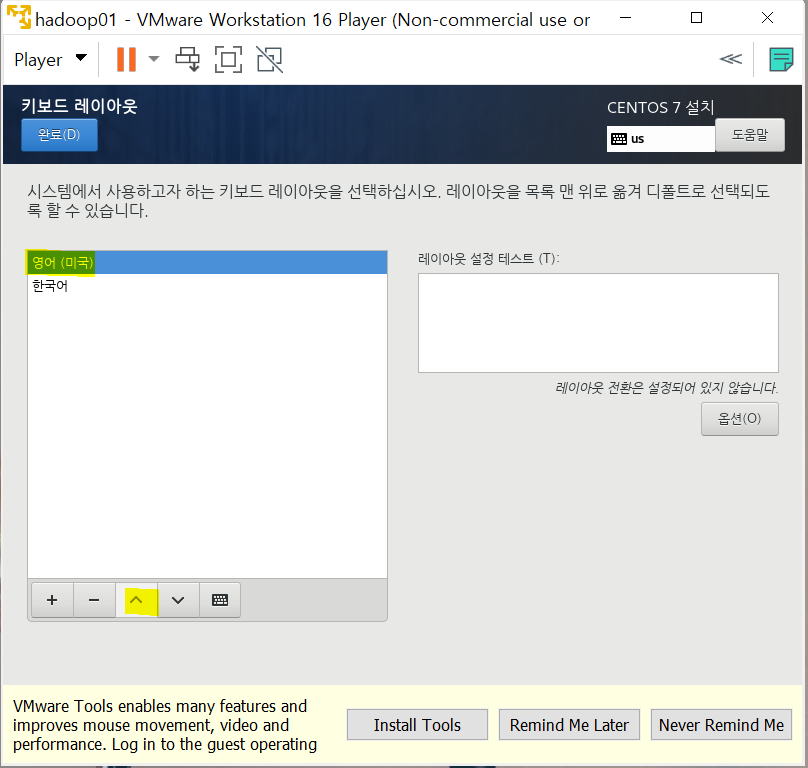 hadoop01 - VMware Workstation 16 Player (Non-commercial use or
Player
키보드 레이아웃
CENTOS 7 설치
완료(D)
us
도움말
시스템에서 사용하고자 하는 키보드 레이아웃을 선택하십시오. 레이아웃을 목록 맨 위로 옮겨 디폴트로 선택되도
록 할 수 있습니다.
영어 (미국)
한국어
레이아웃 설정 테스트 (T):
레이아웃 전환은 설정되어 있지 않습니다.
옵션(O)
VMware Tools enables many features and
improves mouse movement, video and
performance. Log in to the guest operating
Install Tools
Remind Me Later
Never Remind Me